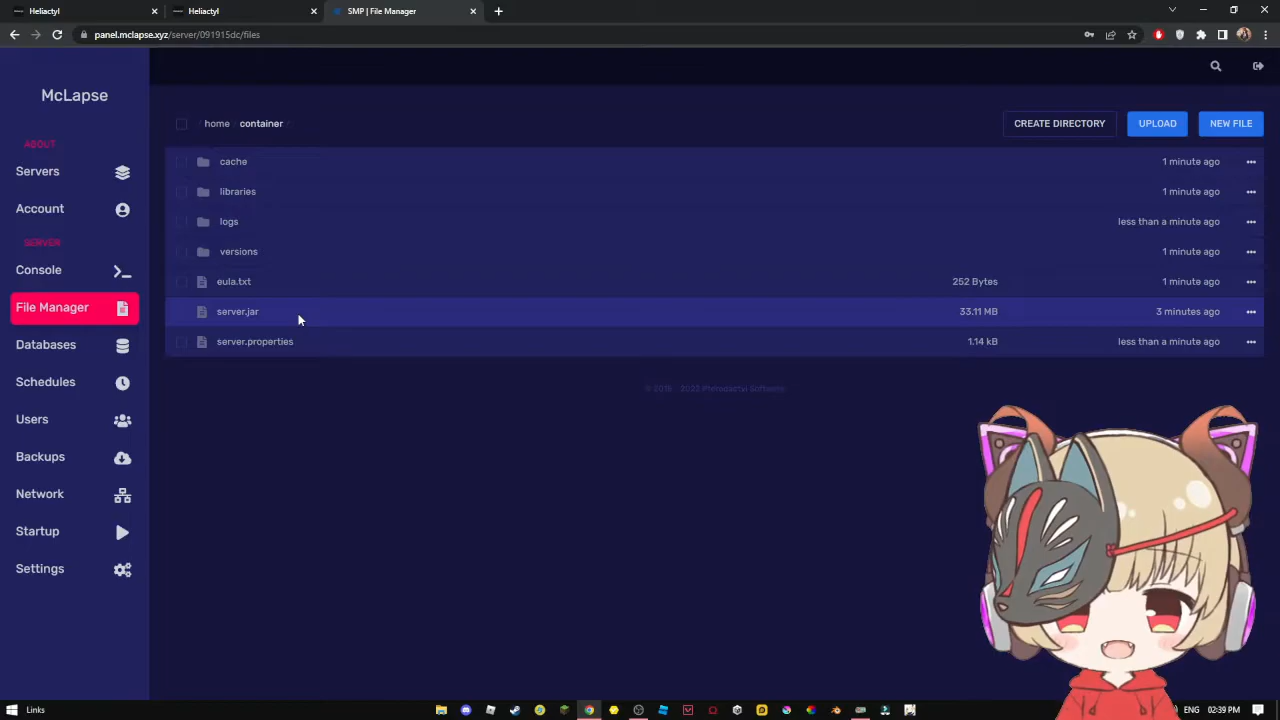 Heliactyl
Heliactyl
SMP | File Manager
panel.mclapse.xyz/server/091915dc/files
McLapse
ABOUT
Servers
Account
SERVER
Console
File Manager
Databases
Schedules
Users
Backups
Network
Startup
Settings
/ home / container /
CREATE DIRECTORY
UPLOAD
NEW FILE
cache 1 minute ago
libraries 1 minute ago
logs less than a minute ago
versions 1 minute ago
eula.txt 252 Bytes 1 minute ago
server.jar 33.11 MB 3 minutes ago
server.properties 1.14 kB less than a minute ago
© 2015 - 2022 Pterodactyl Software
Links
ENG 02:39 PM